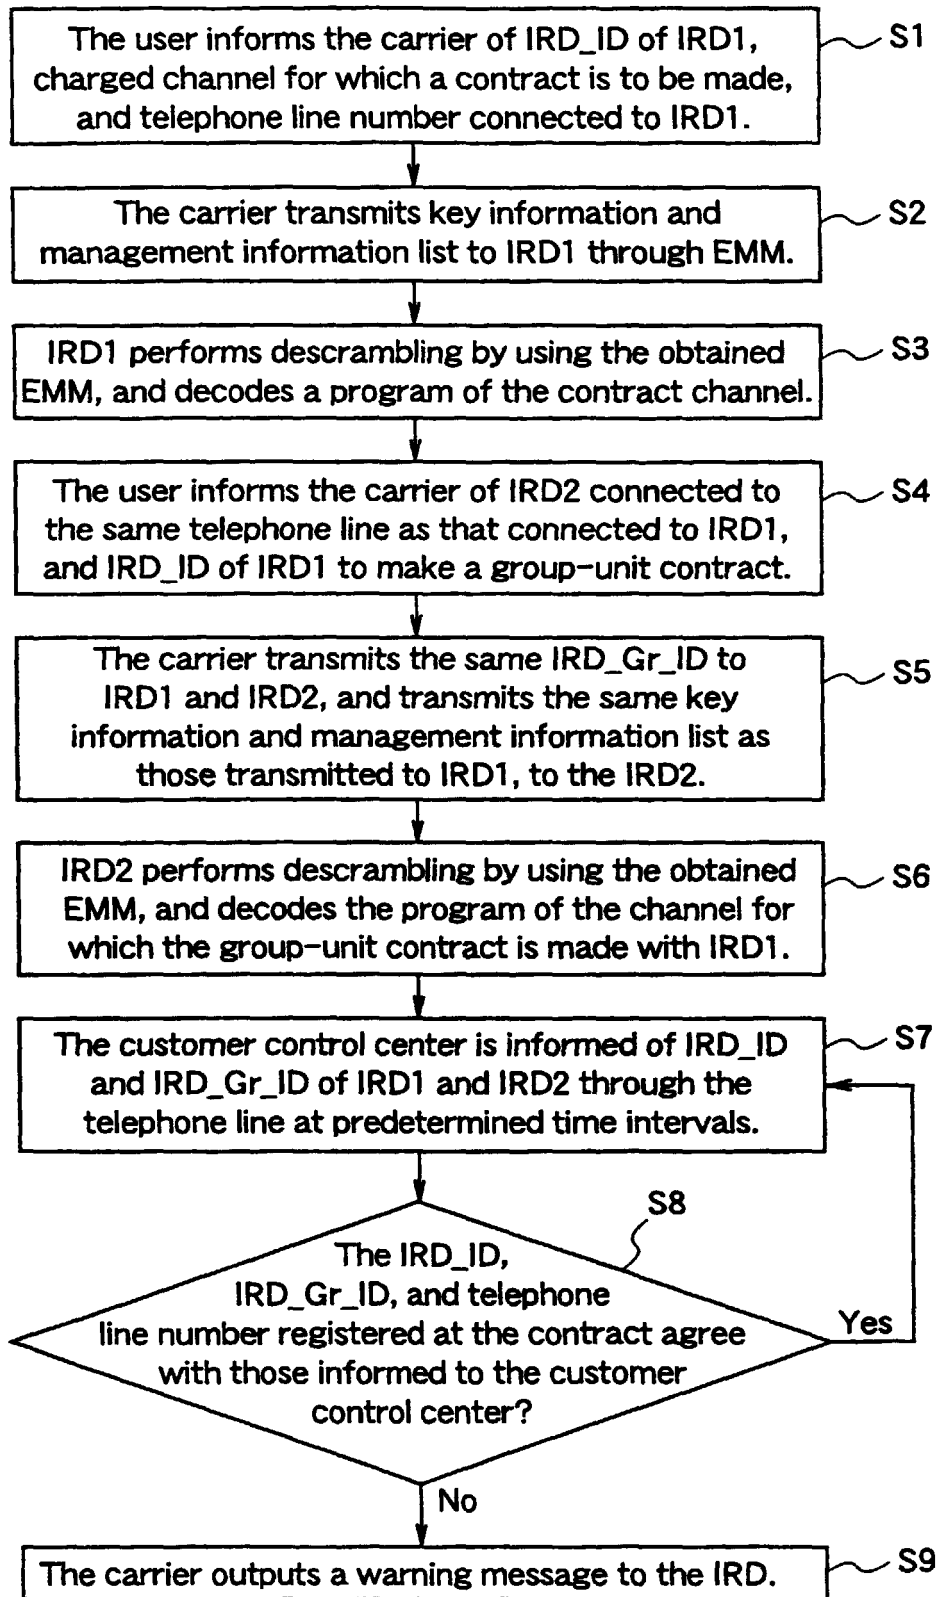 The user informs the carrier of IRD_ID of IRD1,
charged channel for which a contract is to be made,
and telephone line number connected to IRD1.
S1
The carrier transmits key information and
management information list to IRD1 through EMM.
S2
IRD1 performs descrambling by using the obtained
EMM, and decodes a program of the contract channel.
S3
The user informs the carrier of IRD2 connected to
the same telephone line as that connected to IRD1,
and IRD_ID of IRD1 to make a group-unit contract.
S4
The carrier transmits the same IRD_Gr_ID to
IRD1 and IRD2, and transmits the same key
information and management information list as
those transmitted to IRD1, to the IRD2.
S5
IRD2 performs descrambling by using the obtained
EMM, and decodes the program of the channel for
which the group-unit contract is made with IRD1.
S6
The customer control center is informed of IRD_ID
and IRD_Gr_ID of IRD1 and IRD2 through the
telephone line at predetermined time intervals.
S7
S8
The IRD_ID,
IRD_Gr_ID, and telephone
line number registered at the contract agree
with those informed to the customer
control center?
Yes
No
The carrier outputs a warning message to the IRD.
S9